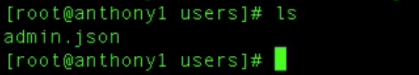 [root@anthony1 users]# ls
admin.json
[root@anthony1 users]#